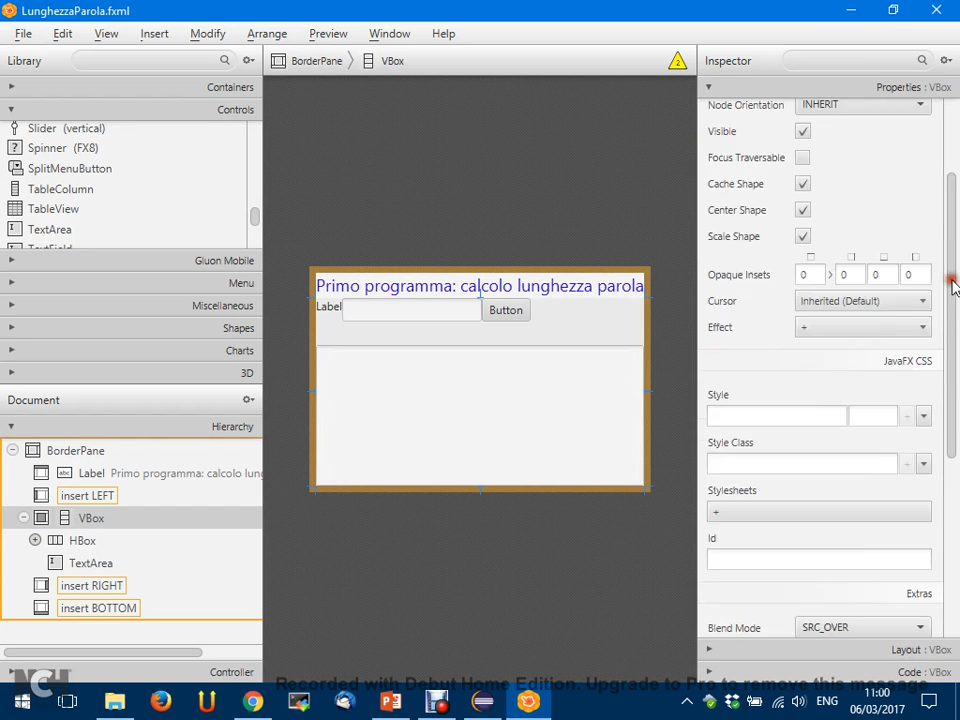 LunghezzaParola.fxml
File Edit View Insert Modify Arrange Preview Window Help
Library
BorderPane VBox
2
Inspector
Containers
Properties : VBox
Controls
Node Orientation INHERIT
Slider (vertical)
Visible
Spinner (FX8)
Focus Traversable
SplitMenuButton
Cache Shape
TableColumn
Center Shape
TableView
TextArea
Scale Shape
TextField
Gluon Mobile
Opaque Insets 0 0 0 0
Menu
Cursor Inherited (Default)
Miscellaneous
Effect +
Shapes
Charts
3D
Primo programma: calcolo lunghezza parola
Label Button
JavaFX CSS
Style
Style Class
Stylesheets
+
Id
Extras
Blend Mode SRC_OVER
Document
Hierarchy
BorderPane
abc Label Primo programma: calcolo lung
insert LEFT
VBox
HBox
TextArea
insert RIGHT
insert BOTTOM
Layout : VBox
Controller
Code : VBox
NCH
Recorded with Debut Home Edition. Upgrade to Pro to remove this message
ENG
11:00
06/03/2017